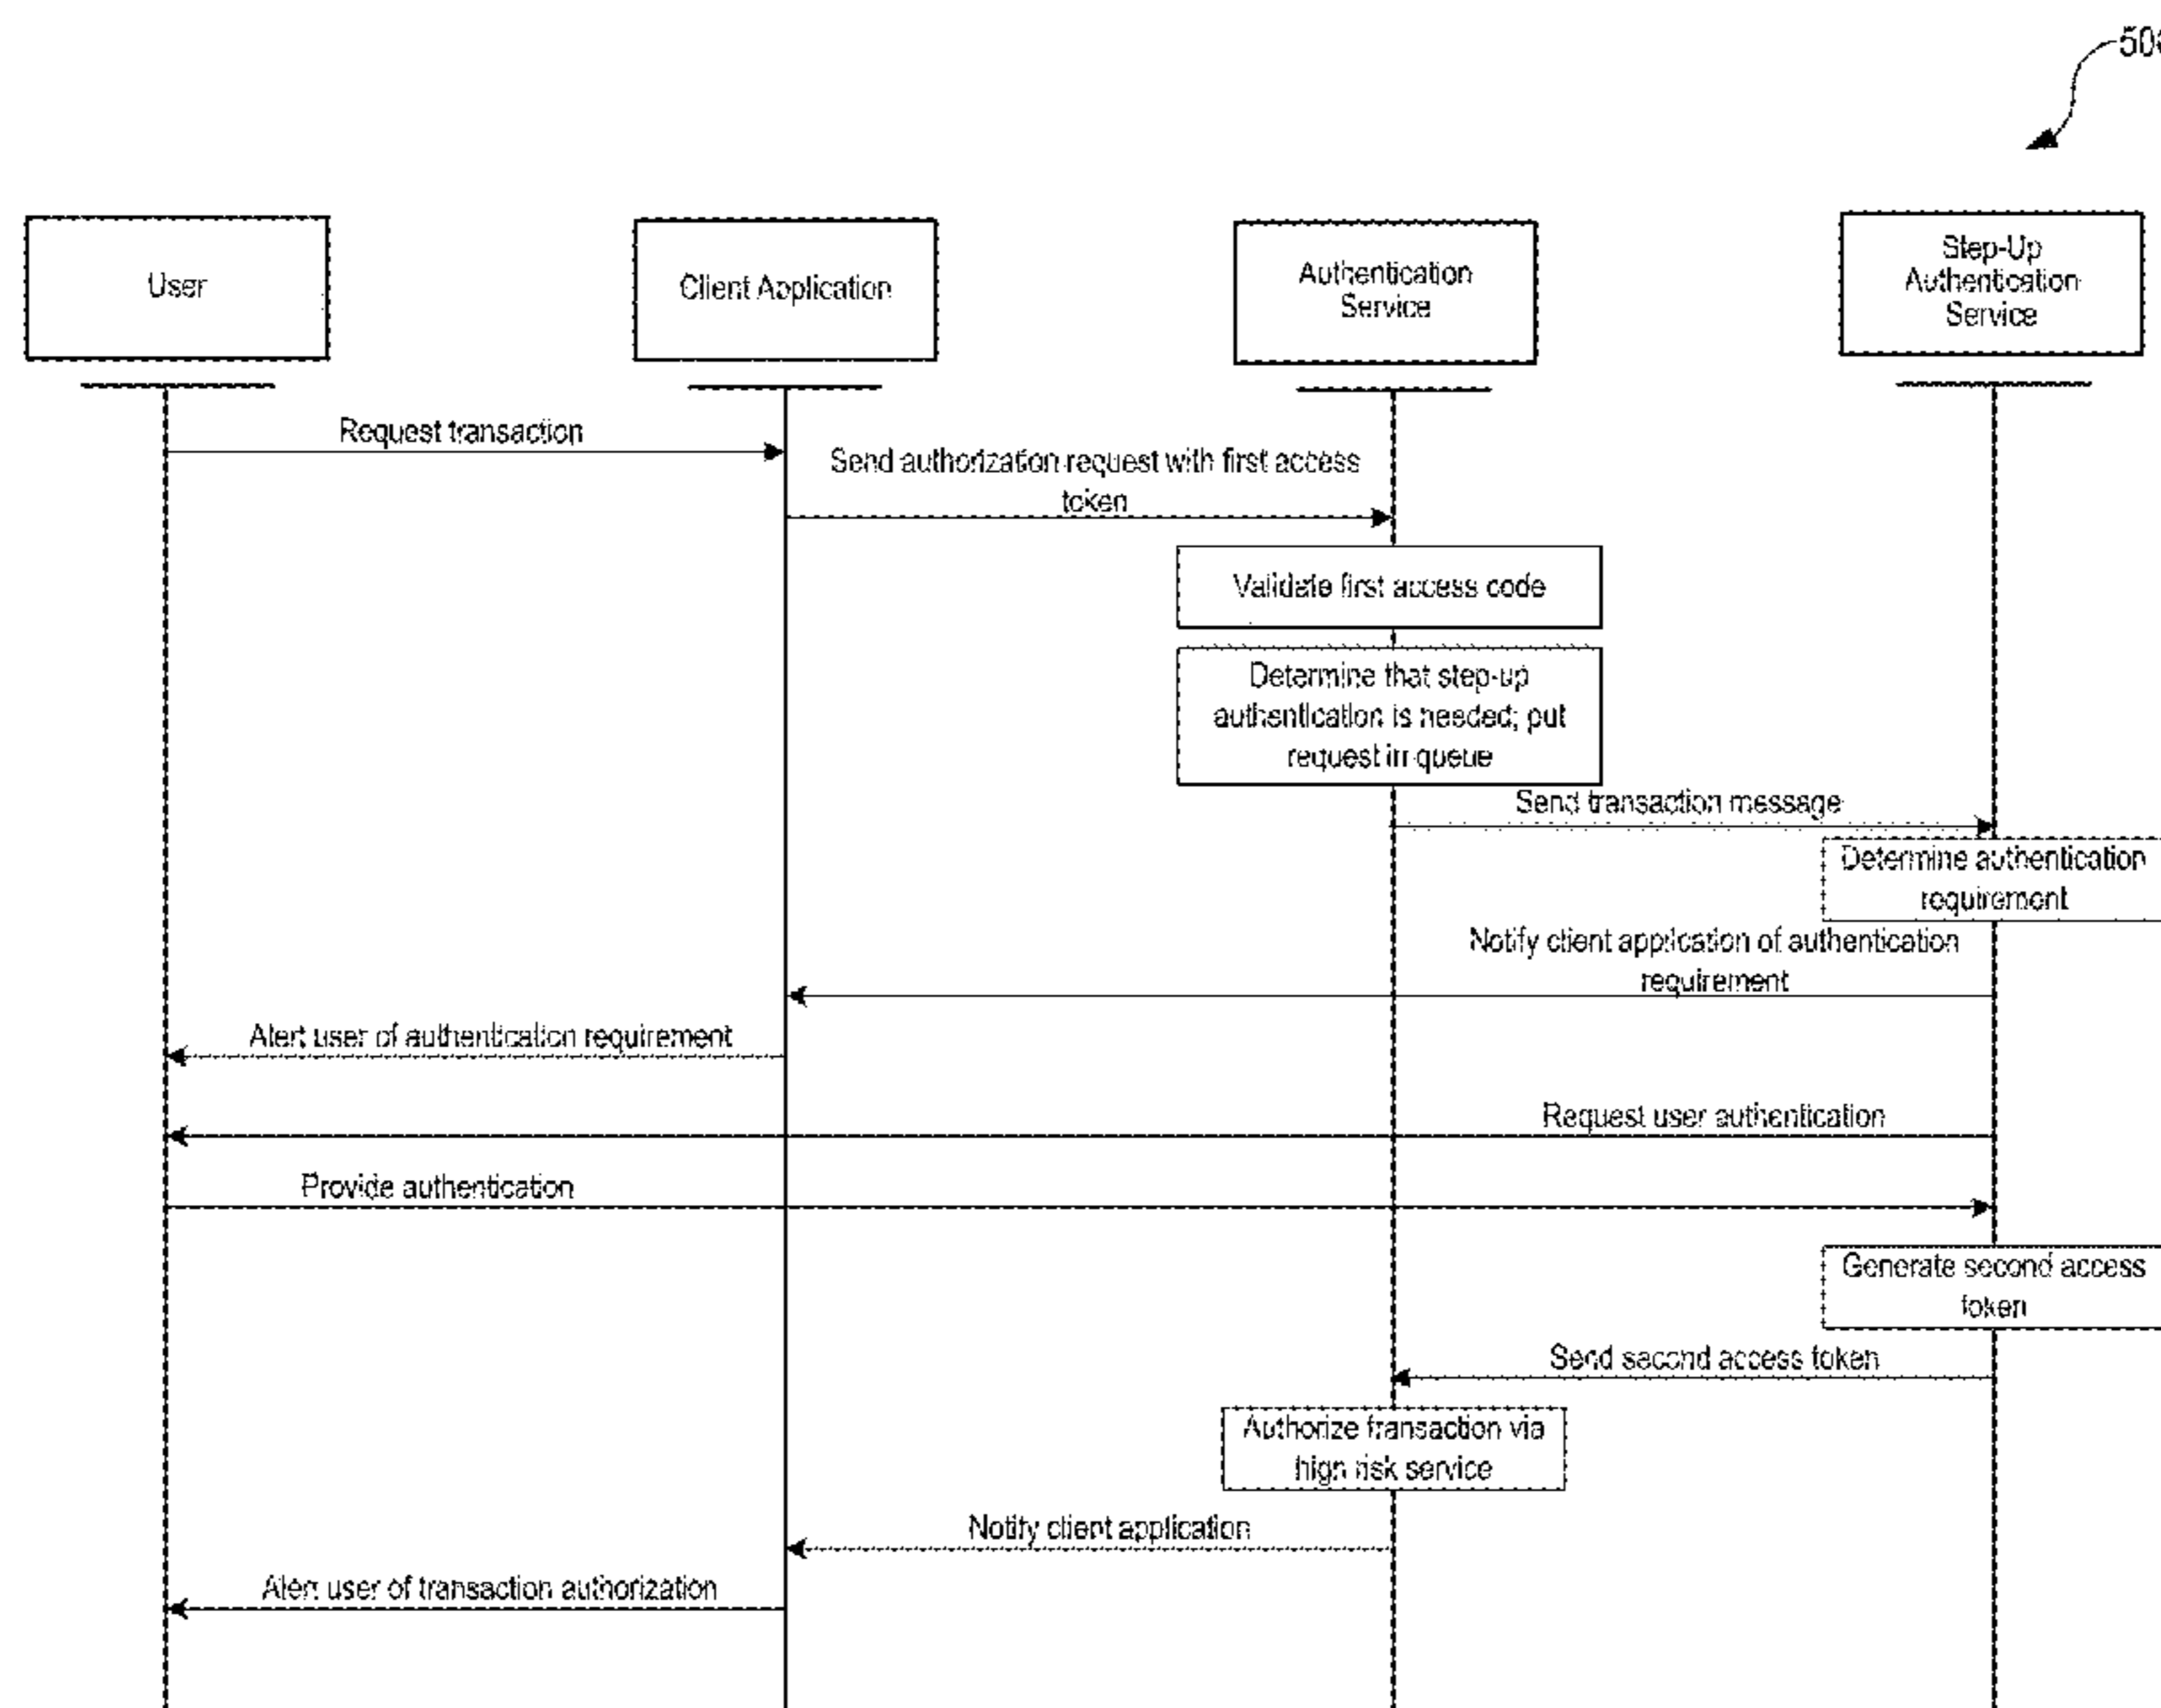 500
User
Client Application
Authentication
Service
Step-Up
Authentication
Service
Request transaction
Send authorization request with first access
token
Validate first access code
Determine that step-up
authentication is needed; put
request in queue
Send transaction message
Determine authentication
requirement
Notify client application of authentication
requirement
Alert user of authentication requirement
Request user authentication
Provide authentication
Generate second access
token
Send second access token
Authorize transaction via
high risk service
Notify client application
Alert user of transaction authorization